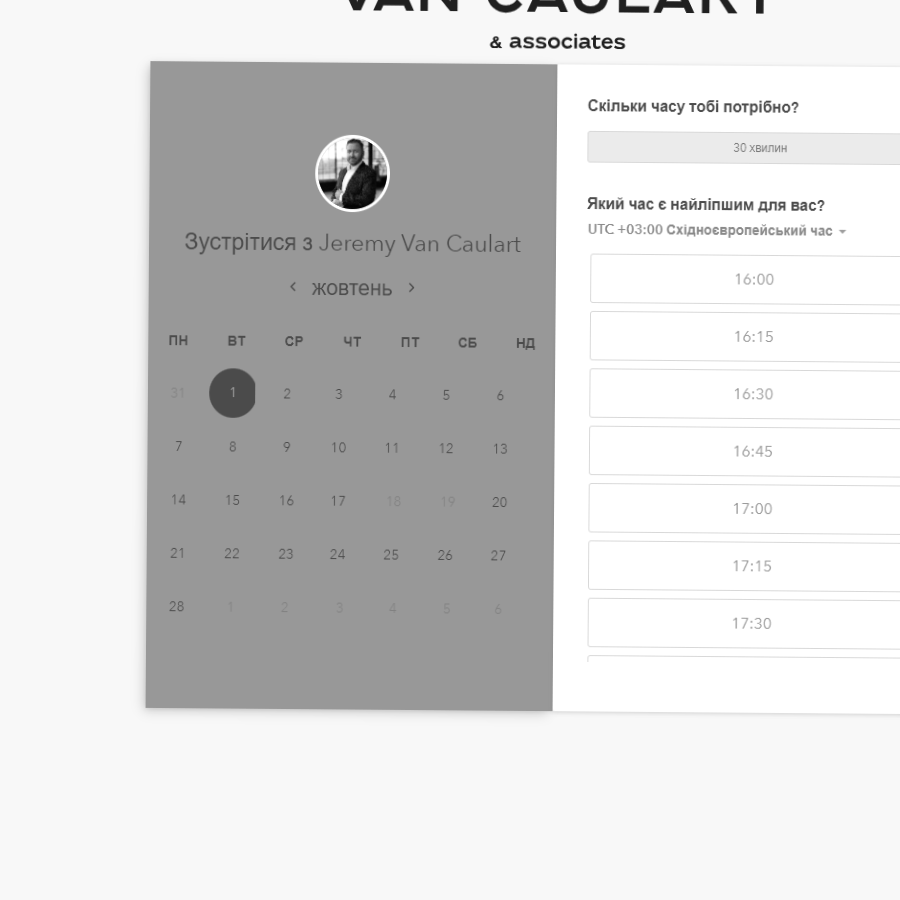 VAN CAULART
& associates
Зустрітися з Jeremy Van Caulart
жовтень
ПН ВТ СР ЧТ ПТ СБ НД
31 1 2 3 4 5 6
7 8 9 10 11 12 13
14 15 16 17 18 19 20
21 22 23 24 25 26 27
28 1 2 3 4 5 6
Скільки часу тобі потрібно?
30 хвилин
Який час є найліпшим для вас?
UTC +03:00 Східноєвропейський час
16:00
16:15
16:30
16:45
17:00
17:15
17:30